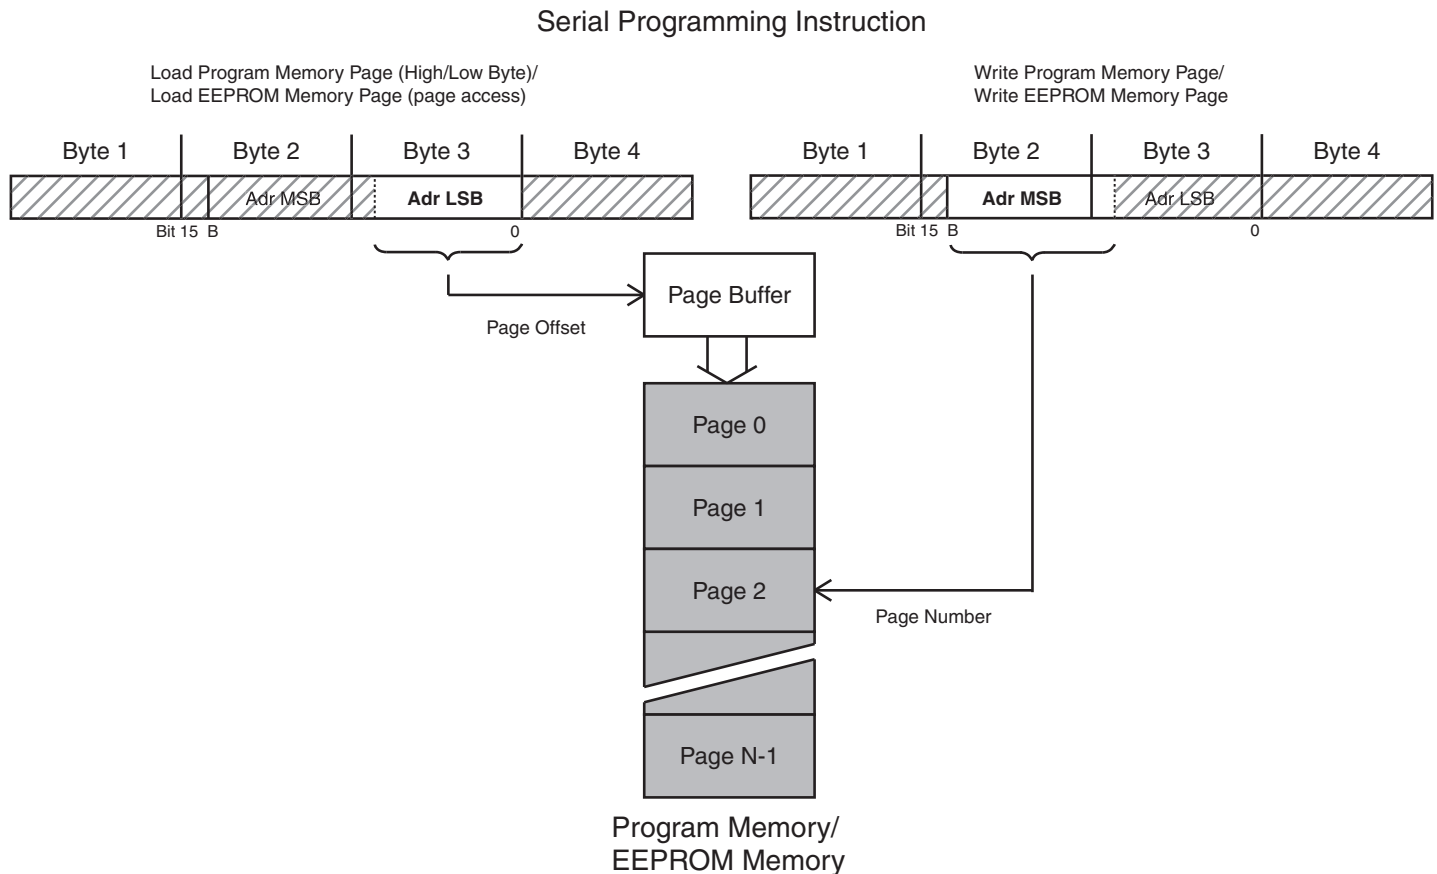 Serial Programming Instruction
Load Program Memory Page (High/Low Byte)/
Load EEPROM Memory Page (page access)
Byte 1 Byte 2 Byte 3 Byte 4
Adr MSB Adr LSB
Bit 15 B 0
Write Program Memory Page/
Write EEPROM Memory Page
Byte 1 Byte 2 Byte 3 Byte 4
Adr MSB Adr LSB
Bit 15 B 0
Page Buffer
Page Offset
Page 0
Page 1
Page 2
Page Number
Page N-1
Program Memory/
EEPROM Memory